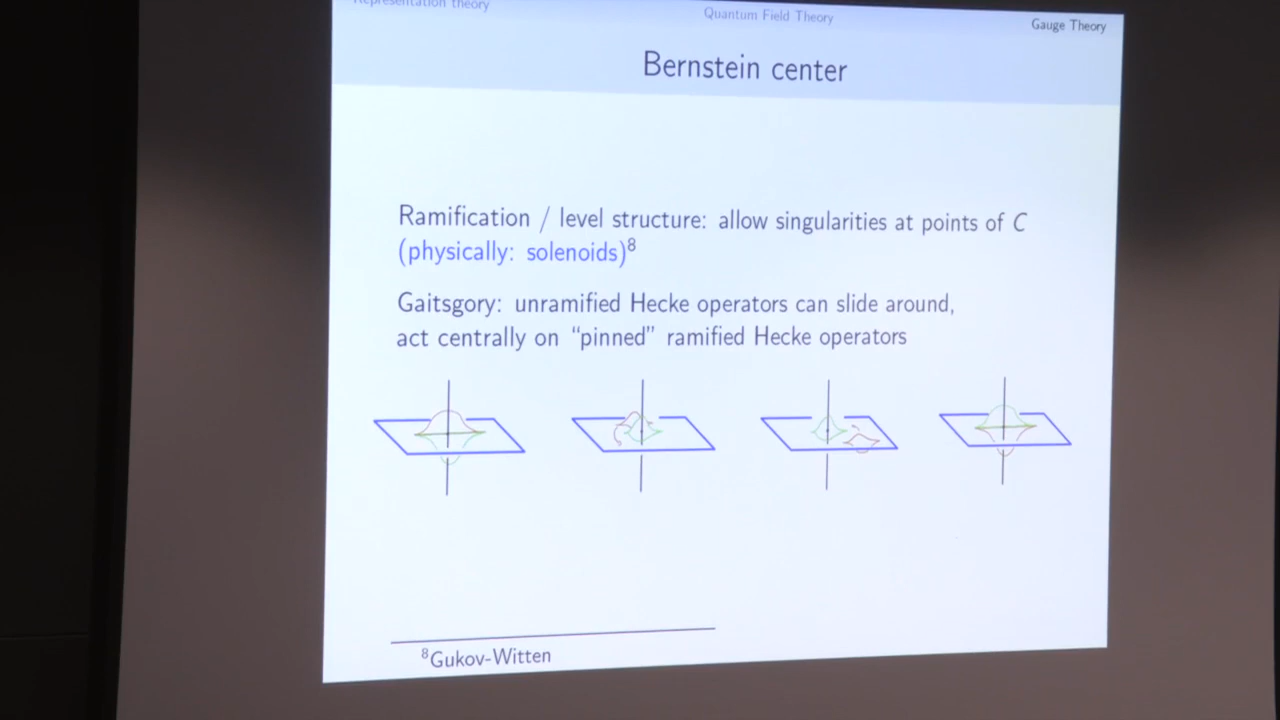 Representation theory
Quantum Field Theory
Gauge Theory
Bernstein center
Ramification / level structure: allow singularities at points of C
(physically: solenoids)⁸
Gaitsgory: unramified Hecke operators can slide around,
act centrally on “pinned” ramified Hecke operators
⁸Gukov-Witten